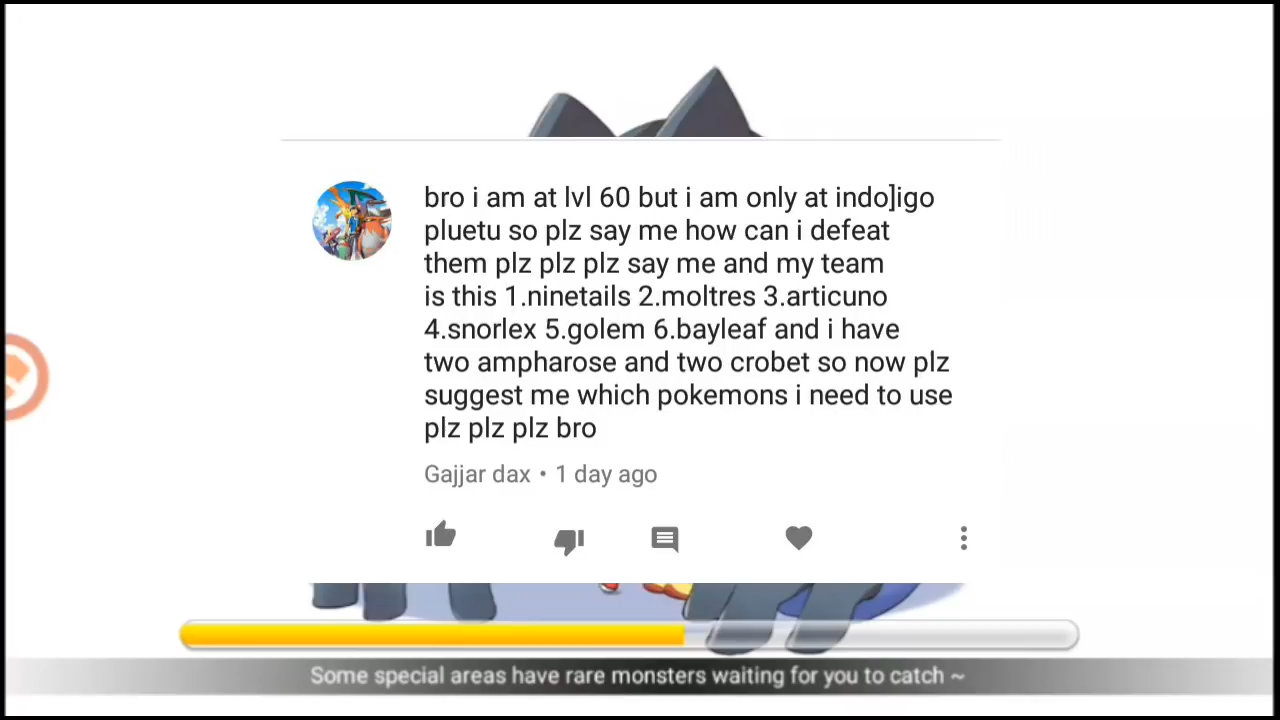 bro i am at lvl 60 but i am only at indo]igo
pluetu so plz say me how can i defeat
them plz plz plz say me and my team
is this 1.ninetails 2.moltres 3.articuno
4.snorlex 5.golem 6.bayleaf and i have
two ampharose and two crobet so now plz
suggest me which pokemons i need to use
plz plz plz bro
Gajjar dax • 1 day ago
Some special areas have rare monsters waiting for you to catch ~